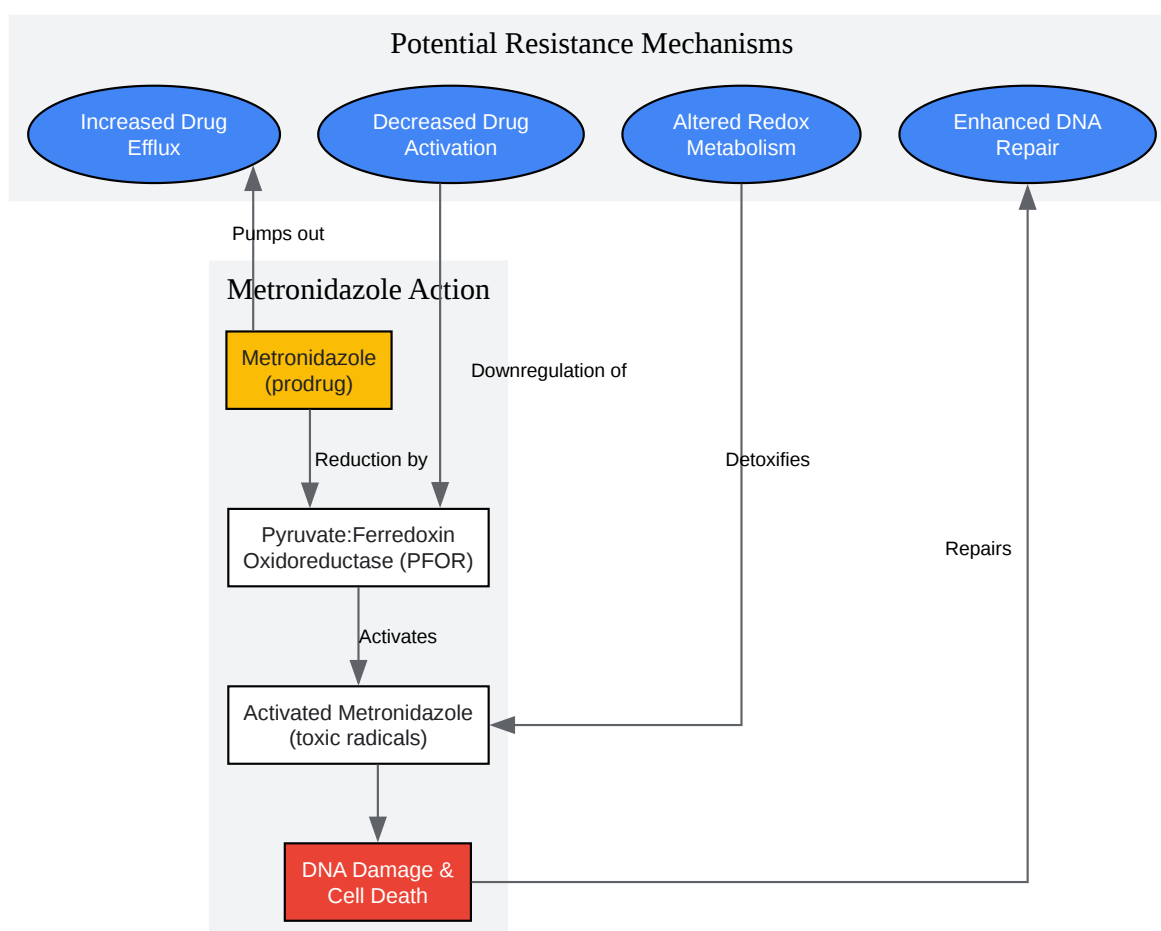 Potential Resistance Mechanisms
Increased Drug
Efflux
Decreased Drug
Activation
Altered Redox
Metabolism
Enhanced DNA
Repair
Pumps out
Metronidazole Action
Metronidazole
(prodrug)
Downregulation of
Reduction by
Detoxifies
Pyruvate:Ferredoxin
Oxidoreductase (PFOR)
Repairs
Activates
Activated Metronidazole
(toxic radicals)
DNA Damage &
Cell Death